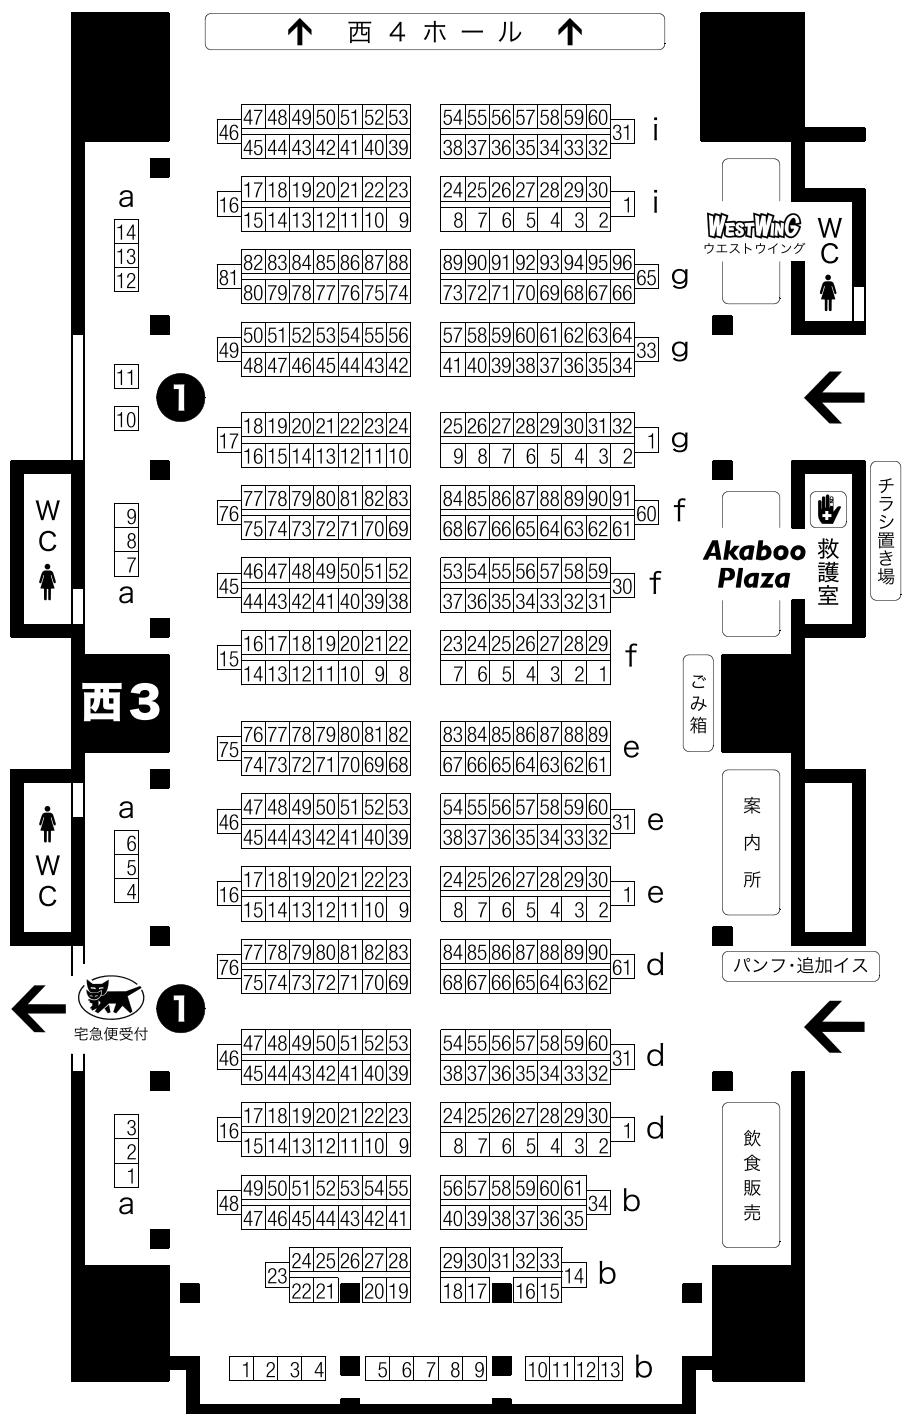 西4ホール
47 48 49 50 51 52 53 54 55 56 57 58 59 60
46 31 i
45 44 43 42 41 40 39 38 37 36 35 34 33 32
17 18 19 20 21 22 23 24 25 26 27 28 29 30
16 1 i
15 14 13 12 11 10 9 8 7 6 5 4 3 2
82 83 84 85 86 87 88 89 90 91 92 93 94 95 96
81 65 g
80 79 78 77 76 75 74 73 72 71 70 69 68 67 66
50 51 52 53 54 55 56 57 58 59 60 61 62 63 64
49 33 g
48 47 46 45 44 43 42 41 40 39 38 37 36 35 34
18 19 20 21 22 23 24 25 26 27 28 29 30 31 32
17 1 g
16 15 14 13 12 11 10 9 8 7 6 5 4 3 2
77 78 79 80 81 82 83 84 85 86 87 88 89 90 91
76 60 f
75 74 73 72 71 70 69 68 67 66 65 64 63 62 61
46 47 48 49 50 51 52 53 54 55 56 57 58 59
45 30 f
44 43 42 41 40 39 38 37 36 35 34 33 32 31
16 17 18 19 20 21 22 23 24 25 26 27 28 29
15 f
14 13 12 11 10 9 8 7 6 5 4 3 2 1
76 77 78 79 80 81 82 83 84 85 86 87 88 89
75 e
74 73 72 71 70 69 68 67 66 65 64 63 62 61
47 48 49 50 51 52 53 54 55 56 57 58 59 60
46 31 e
45 44 43 42 41 40 39 38 37 36 35 34 33 32
17 18 19 20 21 22 23 24 25 26 27 28 29 30
16 1 e
15 14 13 12 11 10 9 8 7 6 5 4 3 2
77 78 79 80 81 82 83 84 85 86 87 88 89 90
76 61 d
75 74 73 72 71 70 69 68 67 66 65 64 63 62
47 48 49 50 51 52 53 54 55 56 57 58 59 60
46 31 d
45 44 43 42 41 40 39 38 37 36 35 34 33 32
17 18 19 20 21 22 23 24 25 26 27 28 29 30
16 1 d
15 14 13 12 11 10 9 8 7 6 5 4 3 2
49 50 51 52 53 54 55 56 57 58 59 60 61
48 34 b
47 46 45 44 43 42 41 40 39 38 37 36 35
24 25 26 27 28 29 30 31 32 33
23 14 b
22 21 20 19 18 17 16 15
1 2 3 4 5 6 7 8 9 10 11 12 13 b
a
14
13
12
11
1
10
9
8
7
a
WC
西3
WC
a
6
5
4
宅急便受付
1
3
2
1
a
WESTWING
ウエストウイング
WC
Akaboo
Plaza
救護室
チラシ置き場
ごみ箱
案内所
パンフ・追加イス
飲食販売